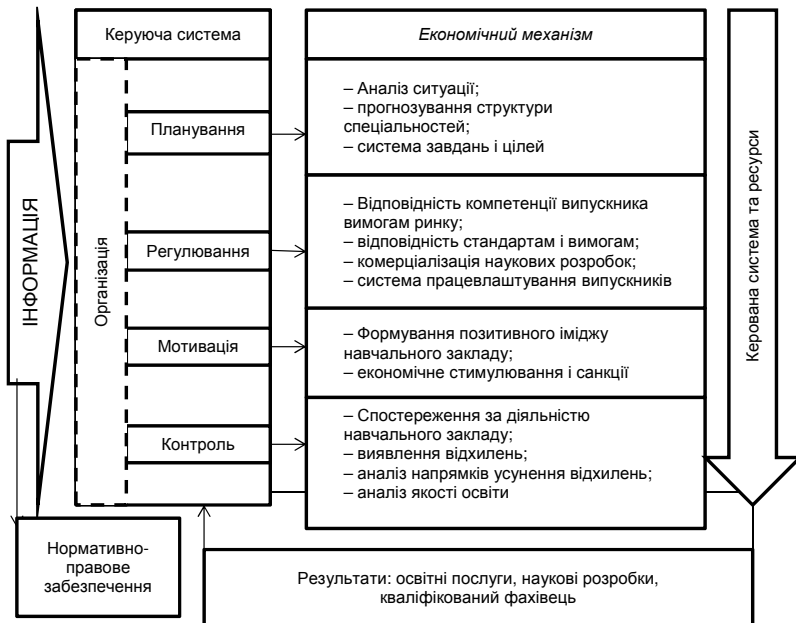 Керуюча система
Економічний механізм
ІНФОРМАЦІЯ
Організація
Планування
– Аналіз ситуації;
– прогнозування структури
спеціальностей;
– система завдань і цілей
Регулювання
– Відповідність компетенції випускника
вимогам ринку;
– відповідність стандартам і вимогам;
– комерціалізація наукових розробок;
– система працевлаштування випускників
Мотивація
– Формування позитивного іміджу
навчального закладу;
– економічне стимулювання і санкції
Контроль
– Спостереження за діяльністю
навчального закладу;
– виявлення відхилень;
– аналіз напрямків усунення відхилень;
– аналіз якості освіти
Керована система та ресурси
Нормативно-
правове
забезпечення
Результати: освітні послуги, наукові розробки,
кваліфікований фахівець